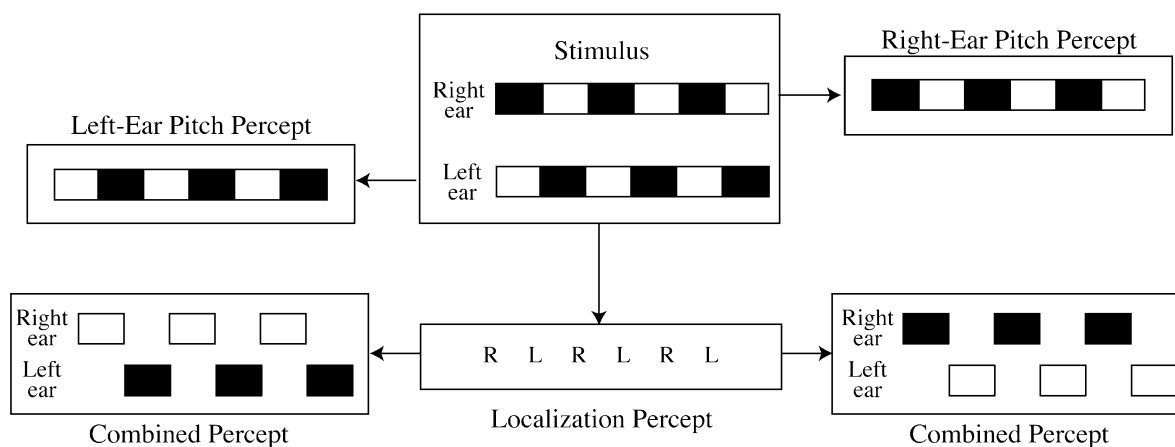 Stimulus
Right
ear
Left
ear
Right-Ear Pitch Percept
Left-Ear Pitch Percept
Right
ear
Left
ear
Combined Percept
R L R L R L
Localization Percept
Right
ear
Left
ear
Combined Percept